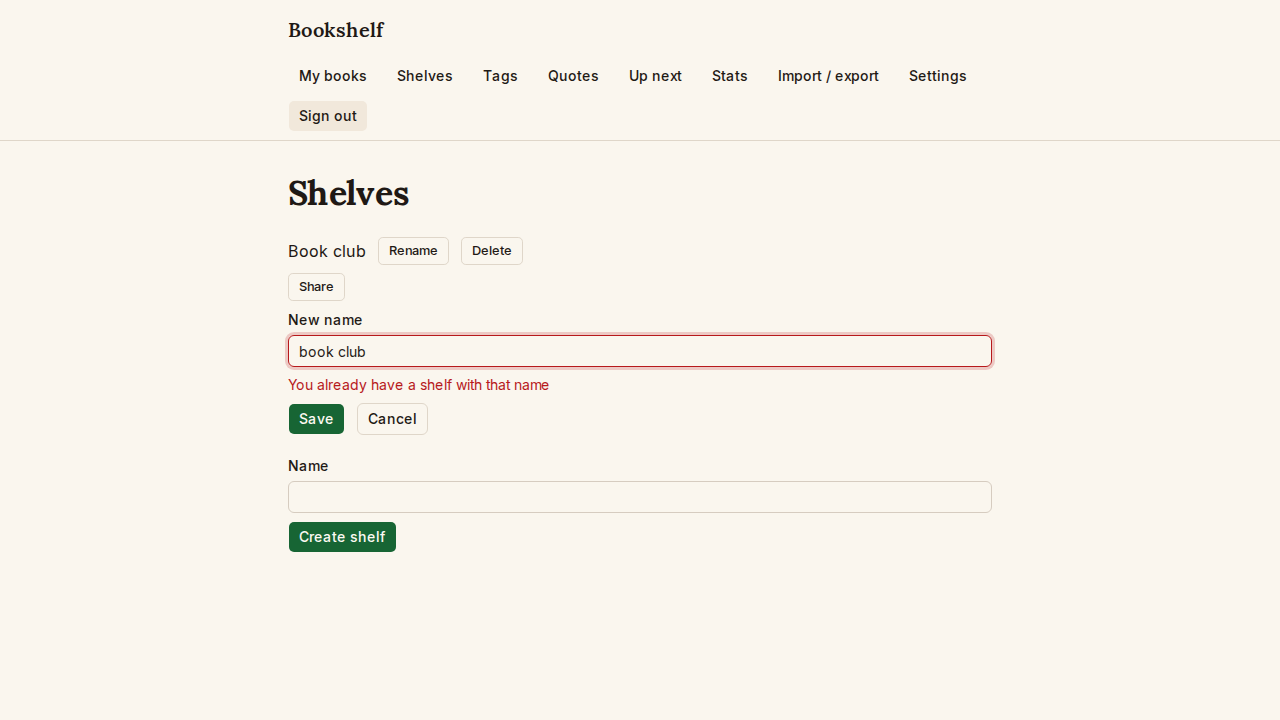 Bookshelf
My books Shelves Tags Quotes Up next Stats Import / export Settings
Sign out
Shelves
Book club Rename Delete
Share
New name
book club
You already have a shelf with that name
Save Cancel
Name
Create shelf